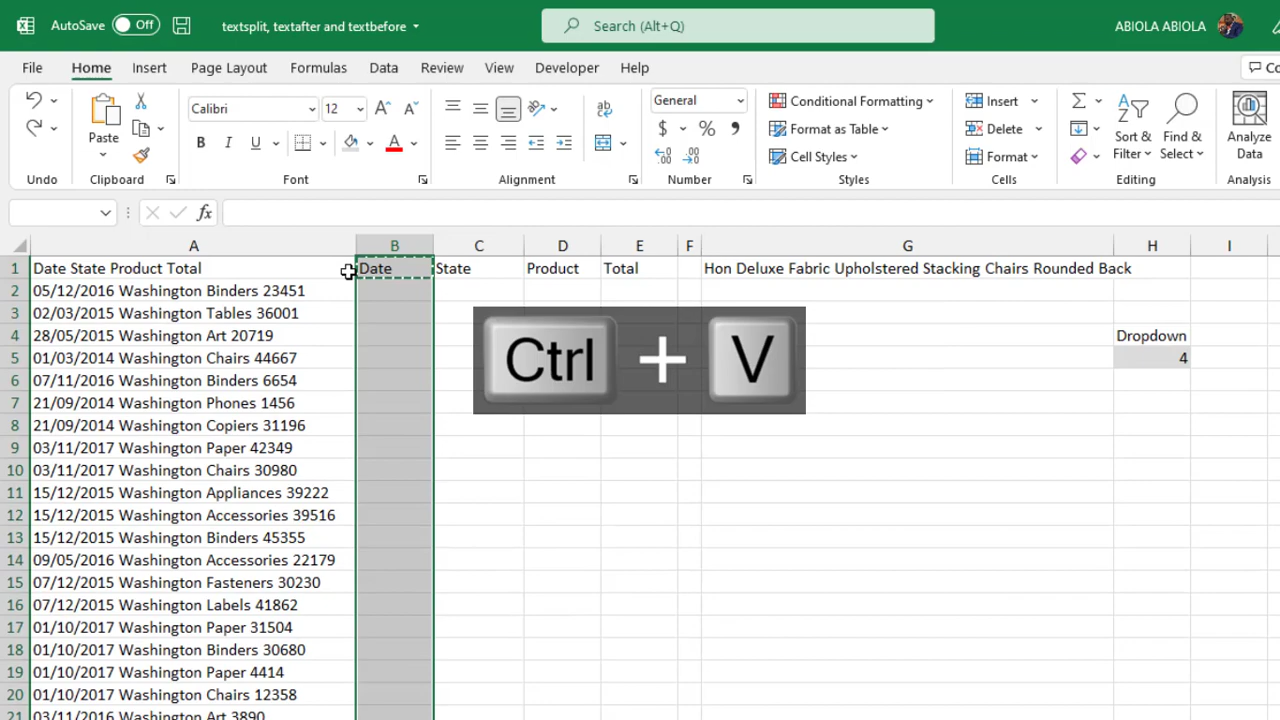 AutoSave Off textsplit, textafter and textbefore Search (Alt+Q) ABIOLA ABIOLA
File Home Insert Page Layout Formulas Data Review View Developer Help
Paste Calibri 12 General Conditional Formatting Format as Table Cell Styles Insert Delete Format Sort & Filter Find & Select Analyze Data
Undo Clipboard Font Alignment Number Styles Cells Editing Analysis
A B C D E F G H I
1 Date State Product Total Date State Product Total Hon Deluxe Fabric Upholstered Stacking Chairs Rounded Back
2 05/12/2016 Washington Binders 23451
3 02/03/2015 Washington Tables 36001
4 28/05/2015 Washington Art 20719 Dropdown
5 01/03/2014 Washington Chairs 44667 4
6 07/11/2016 Washington Binders 6654
7 21/09/2014 Washington Phones 1456
8 21/09/2014 Washington Copiers 31196
9 03/11/2017 Washington Paper 42349
10 03/11/2017 Washington Chairs 30980
11 15/12/2015 Washington Appliances 39222
12 15/12/2015 Washington Accessories 39516
13 15/12/2015 Washington Binders 45355
14 09/05/2016 Washington Accessories 22179
15 07/12/2015 Washington Fasteners 30230
16 07/12/2015 Washington Labels 41862
17 01/10/2017 Washington Paper 31504
18 01/10/2017 Washington Binders 30680
19 01/10/2017 Washington Paper 4414
20 01/10/2017 Washington Chairs 12358
21 03/11/2016 Washington Art 3890
Ctrl + V